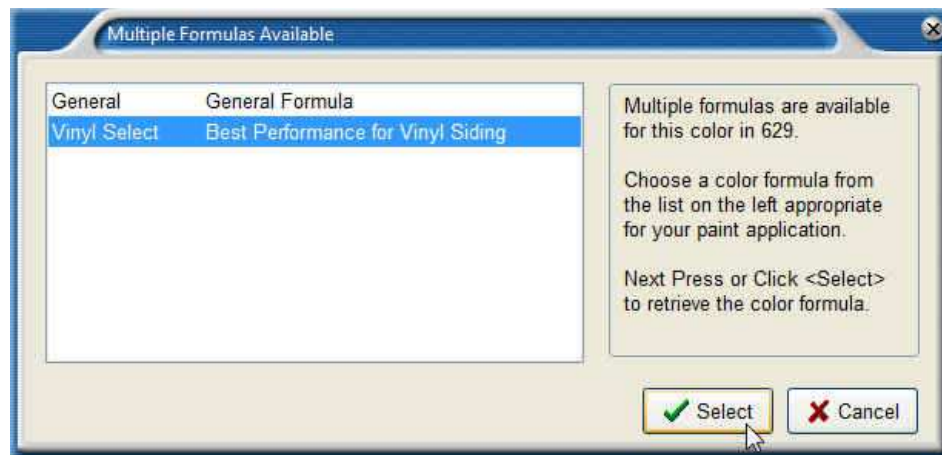 Multiple Formulas Available
General General Formula
Vinyl Select Best Performance for Vinyl Siding
Multiple formulas are available
for this color in 629.
Choose a color formula from
the list on the left appropriate
for your paint application.
Next Press or Click <Select>
to retrieve the color formula.
Select
Cancel